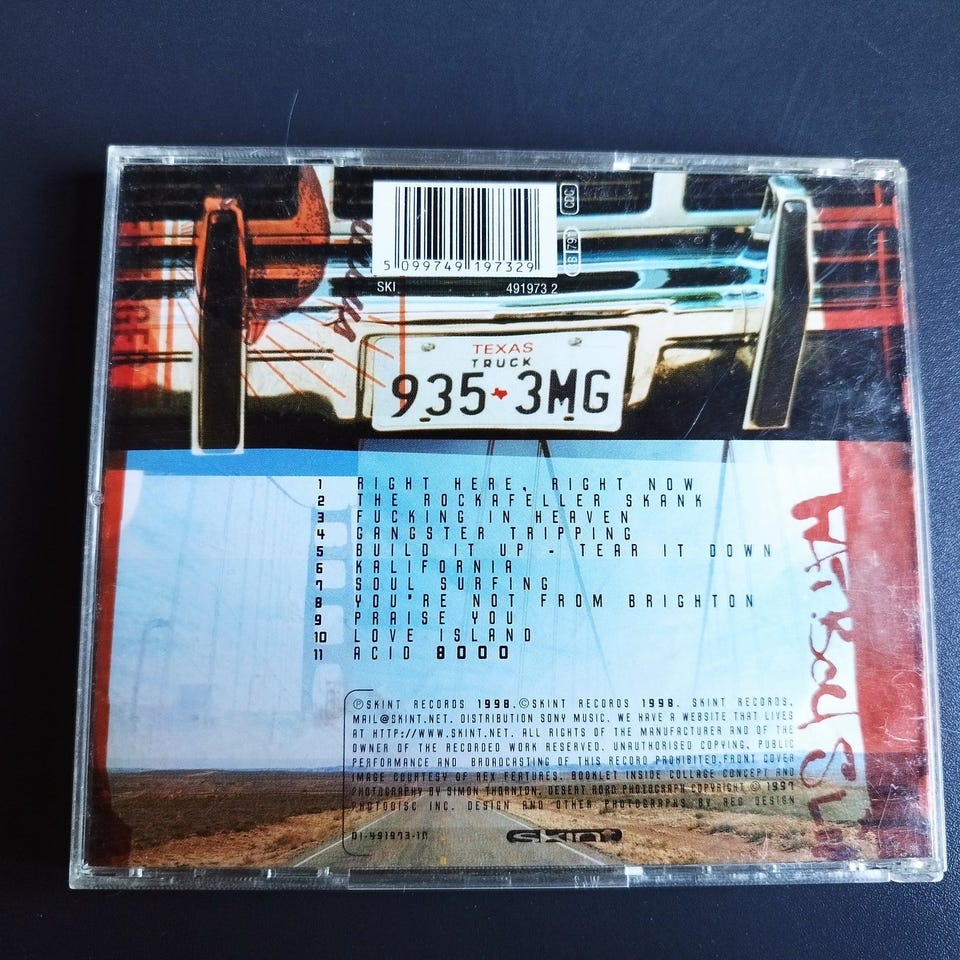 CDC
5 099749 197329
SKI 491973 2
TEXAS
TRUCK
935 3MG
1 RIGHT HERE, RIGHT NOW
2 THE ROCKAFELLER SKANK
3 FUCKING IN HEAVEN
4 GANGSTER TRIPPING
5 BUILD IT UP - TEAR IT DOWN
6 KALIFORNIA
7 SOUL SURFING
8 YOU'RE NOT FROM BRIGHTON
9 PRAISE YOU
10 LOVE ISLAND
11 ACID 8000
FATBOY SLIM
℗SKINT RECORDS 1998.©SKINT RECORDS 1998. SKINT RECORDS,
MAIL@SKINT.NET. DISTRIBUTION SONY MUSIC. WE HAVE A WEBSITE THAT LIVES
AT HTTP://WWW.SKINT.NET. ALL RIGHTS OF THE MANUFACTURER AND OF THE
OWNER OF THE RECORDED WORK RESERVED. UNAUTHORISED COPYING, PUBLIC
PERFORMANCE AND BROADCASTING OF THIS RECORD PROHIBITED.FRONT COVER
IMAGE COURTESY OF REX FEATURES. BOOKLET INSIDE COLLAGE CONCEPT AND
PHOTOGRAPHY BY SIMON THORNTON, DESERT ROAD PHOTOGRAPH COPYRIGHT © 1997
PHOTODISC INC. DESIGN AND OTHER PHOTOGRAPHS BY RED DESIGN
01-491973-10
Skint